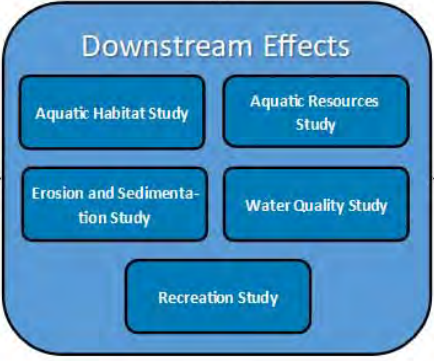 Downstream Effects
Aquatic Habitat Study
Aquatic Resources
Study
Erosion and Sedimenta-
tion Study
Water Quality Study
Recreation Study